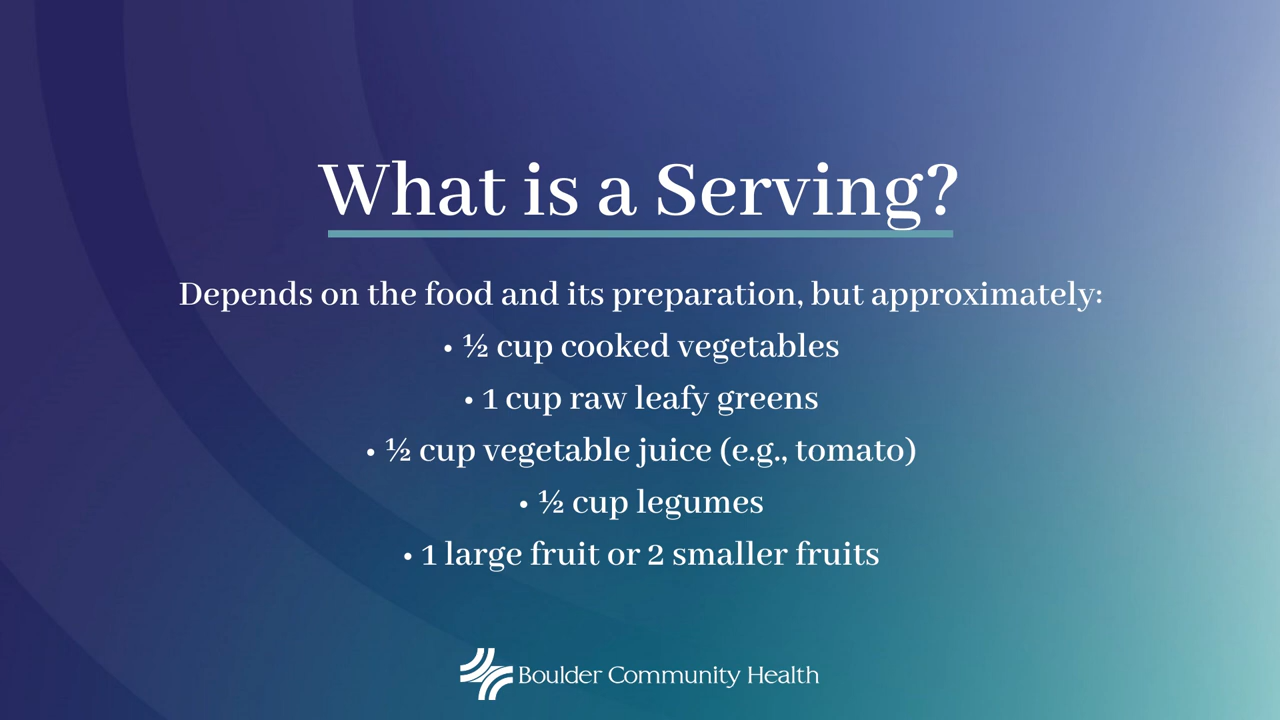 What is a Serving?
Depends on the food and its preparation, but approximately:
• ½ cup cooked vegetables
• 1 cup raw leafy greens
• ½ cup vegetable juice (e.g., tomato)
• ½ cup legumes
• 1 large fruit or 2 smaller fruits
Boulder Community Health